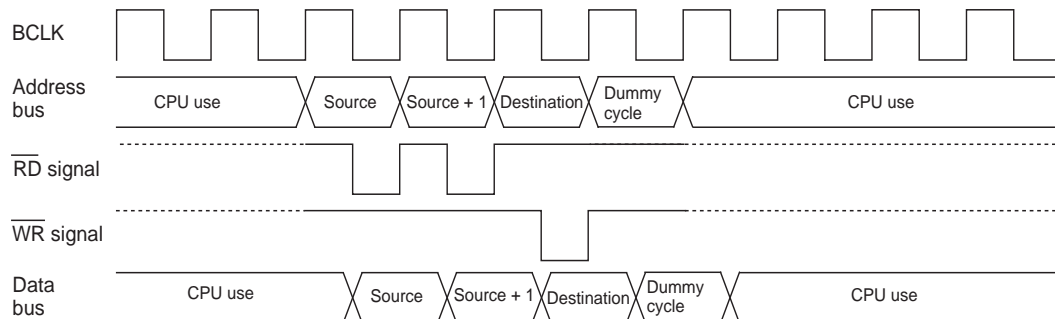 BCLK
Address
bus
CPU use
Source
Source + 1
Destination
Dummy
cycle
CPU use
RD signal
WR signal
Data
bus
CPU use
Source
Source + 1
Destination
Dummy
cycle
CPU use